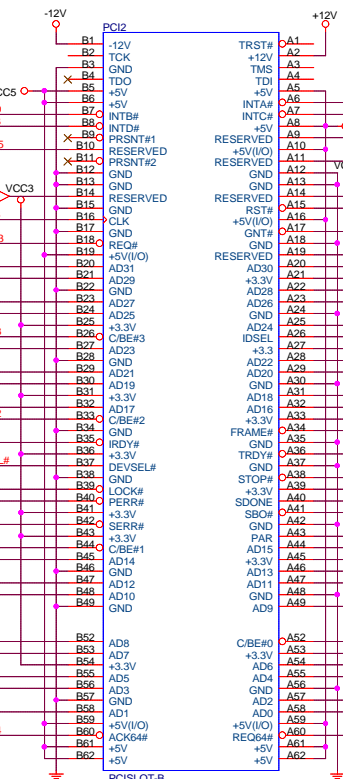 -12V +12V
PCI2
B1 -12V TRST# A1
B2 TCK +12V A2
B3 GND TMS A3
B4 TDO TDI A4
CC5 B5 +5V +5V A5
B6 +5V INTA# A6
B7 INTB# INTC# A7
B8 INTD# +5V A8
B9 PRSNT#1 RESERVED A9
B10 RESERVED +5V(I/O) A10
B11 PRSNT#2 RESERVED A11
B12 GND GND A12
B13 GND GND A13
VCC3 B14 RESERVED RESERVED A14
B15 GND RST# A15
B16 CLK +5V(I/O) A16
B17 GND GNT# A17
B18 REQ# GND A18
B19 +5V(I/O) RESERVED A19
B20 AD31 AD30 A20
B21 AD29 +3.3V A21
B22 GND AD28 A22
B23 AD27 AD26 A23
B24 AD25 GND A24
B25 +3.3V AD24 A25
B26 C/BE#3 IDSEL A26
B27 AD23 +3.3 A27
B28 GND AD22 A28
B29 AD21 AD20 A29
B30 AD19 GND A30
B31 +3.3V AD18 A31
B32 AD17 AD16 A32
B33 C/BE#2 +3.3V A33
B34 GND FRAME# A34
B35 IRDY# GND A35
B36 +3.3V TRDY# A36
L# B37 DEVSEL# GND A37
B38 GND STOP# A38
B39 LOCK# +3.3V A39
B40 PERR# SDONE A40
B41 +3.3V SBO# A41
B42 SERR# GND A42
B43 +3.3V PAR A43
B44 C/BE#1 AD15 A44
B45 AD14 +3.3V A45
B46 GND AD13 A46
B47 AD12 AD11 A47
B48 AD10 GND A48
B49 GND AD9 A49
B52 AD8 C/BE#0 A52
B53 AD7 +3.3V A53
B54 +3.3V AD6 A54
B55 AD5 AD4 A55
B56 AD3 GND A56
B57 GND AD2 A57
B58 AD1 AD0 A58
B59 +5V(I/O) +5V(I/O) A59
B60 ACK64# REQ64# A60
B61 +5V +5V A61
B62 +5V +5V A62
PCISLOT-B